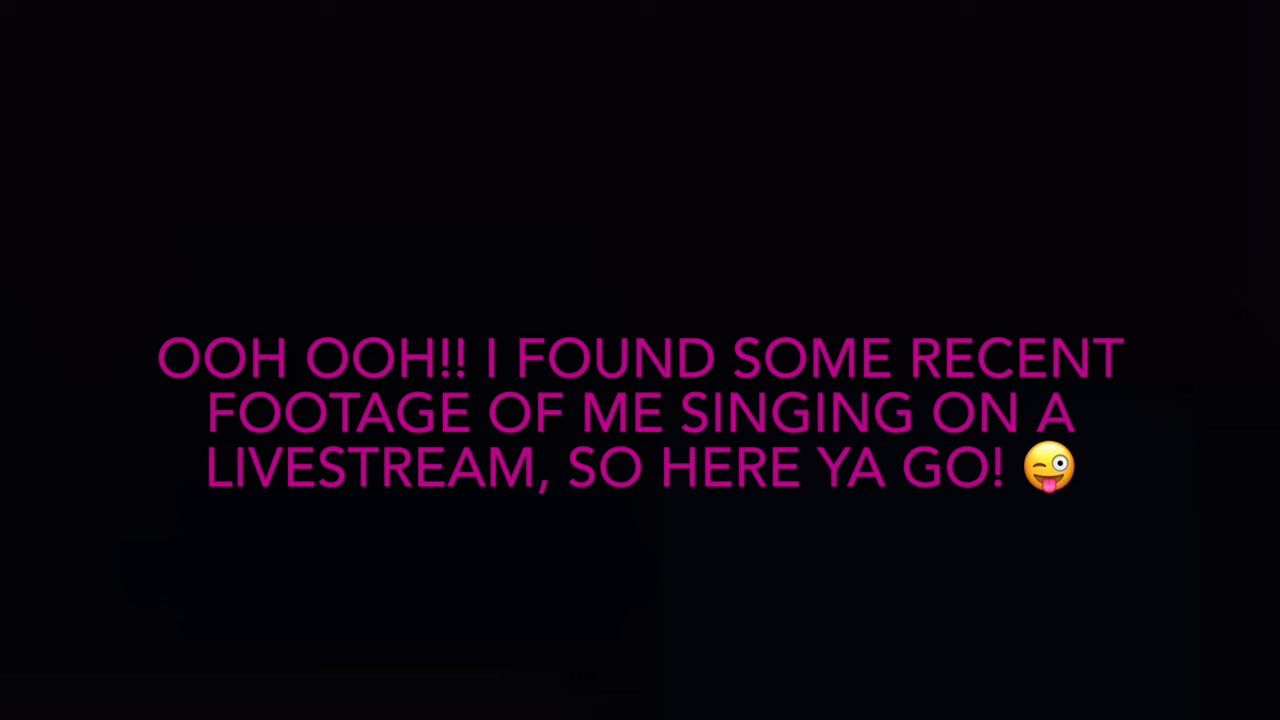 OOH OOH!! I FOUND SOME RECENT
FOOTAGE OF ME SINGING ON A
LIVESTREAM, SO HERE YA GO! 😜